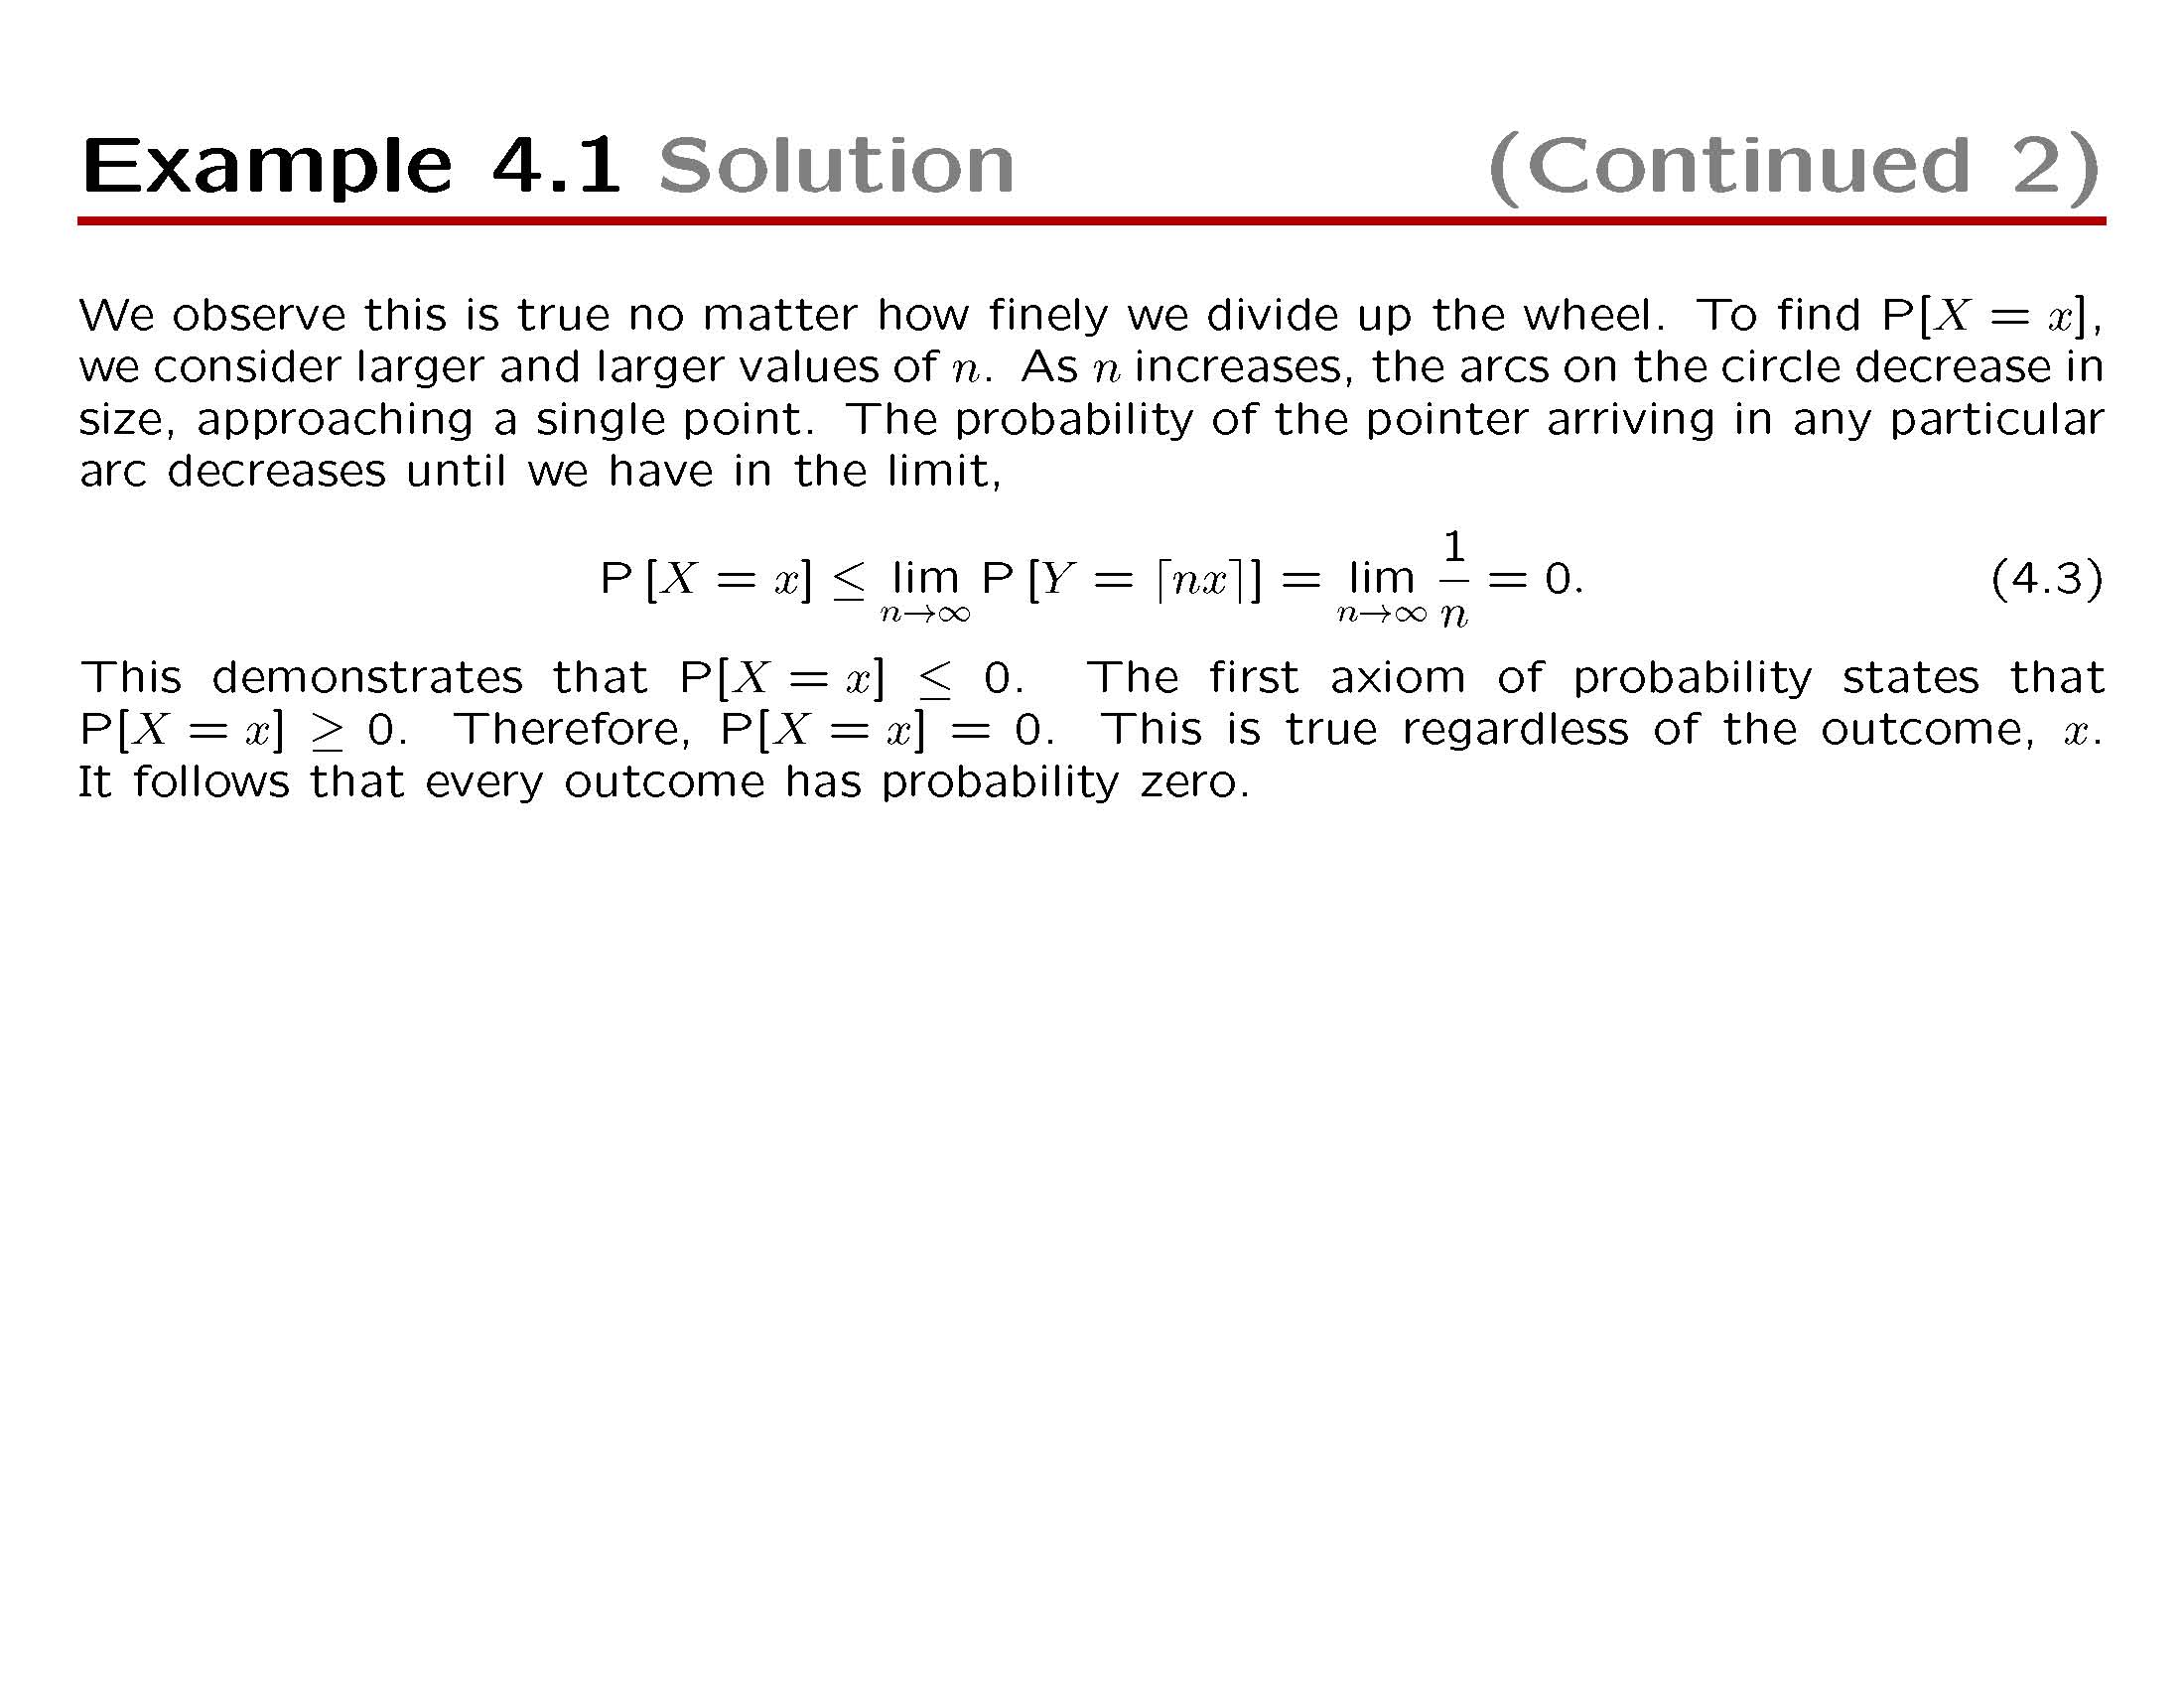 Example 4.1 Solution (Continued 2)
We observe this is true no matter how finely we divide up the wheel. To find P[X = x],
we consider larger and larger values of n. As n increases, the arcs on the circle decrease in
size, approaching a single point. The probability of the pointer arriving in any particular
arc decreases until we have in the limit,
P [X = x] ≤ lim_{n→∞} P [Y = ⌈nx⌉] = lim_{n→∞} 1/n = 0. (4.3)
This demonstrates that P[X = x] ≤ 0. The first axiom of probability states that
P[X = x] ≥ 0. Therefore, P[X = x] = 0. This is true regardless of the outcome, x.
It follows that every outcome has probability zero.